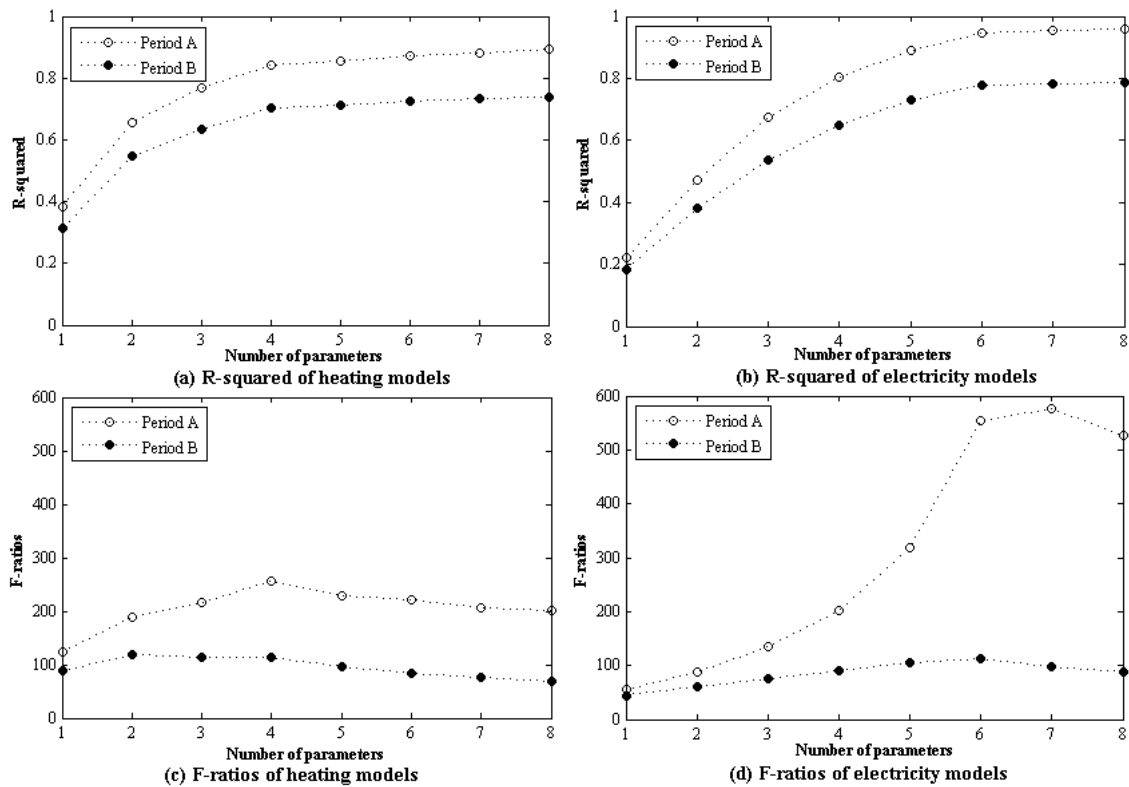 1
0.8
0.6
0.4
0.2
0
R-squared
Period A
Period B
1 2 3 4 5 6 7 8
Number of parameters
(a) R-squared of heating models
1
0.8
0.6
0.4
0.2
0
R-squared
Period A
Period B
1 2 3 4 5 6 7 8
Number of parameters
(b) R-squared of electricity models
600
500
400
300
200
100
0
F-ratios
Period A
Period B
1 2 3 4 5 6 7 8
Number of parameters
(c) F-ratios of heating models
600
500
400
300
200
100
0
F-ratios
Period A
Period B
1 2 3 4 5 6 7 8
Number of parameters
(d) F-ratios of electricity models